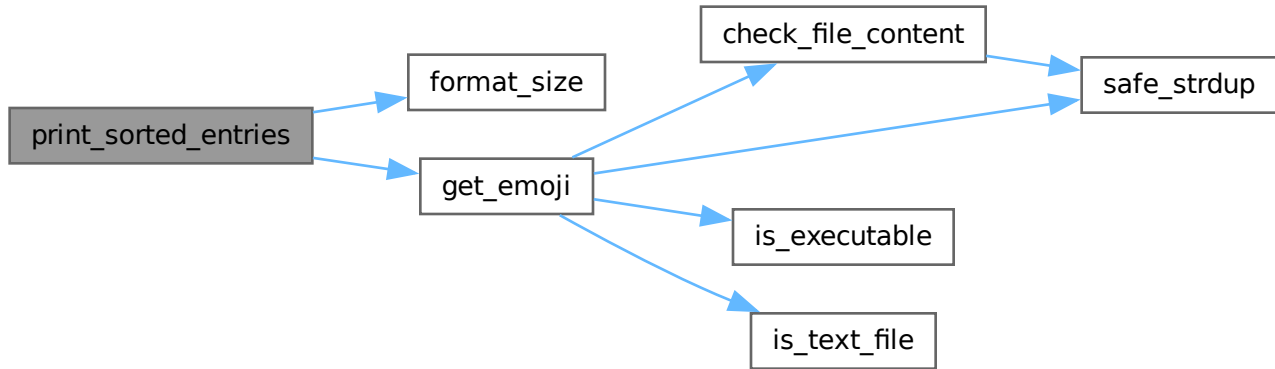 print_sorted_entries
format_size
get_emoji
check_file_content
safe_strdup
is_executable
is_text_file